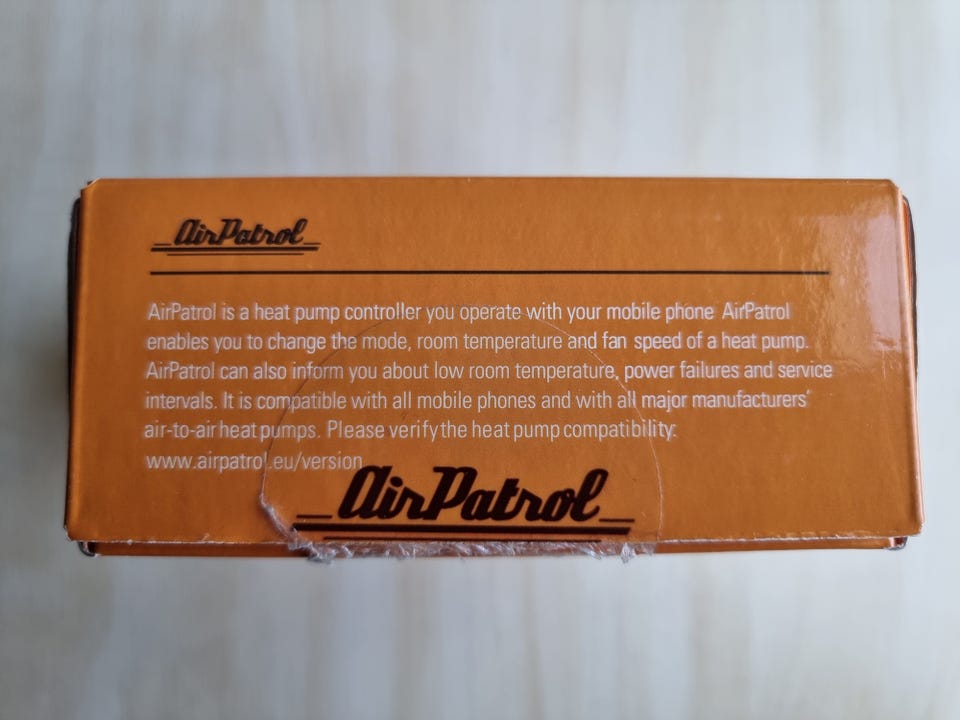 AirPatrol
AirPatrol is a heat pump controller you operate with your mobile phone AirPatrol
enables you to change the mode, room temperature and fan speed of a heat pump.
AirPatrol can also inform you about low room temperature, power failures and service
intervals. It is compatible with all mobile phones and with all major manufacturers'
air-to-air heat pumps. Please verify the heat pump compatibility:
www.airpatrol.eu/version
AirPatrol